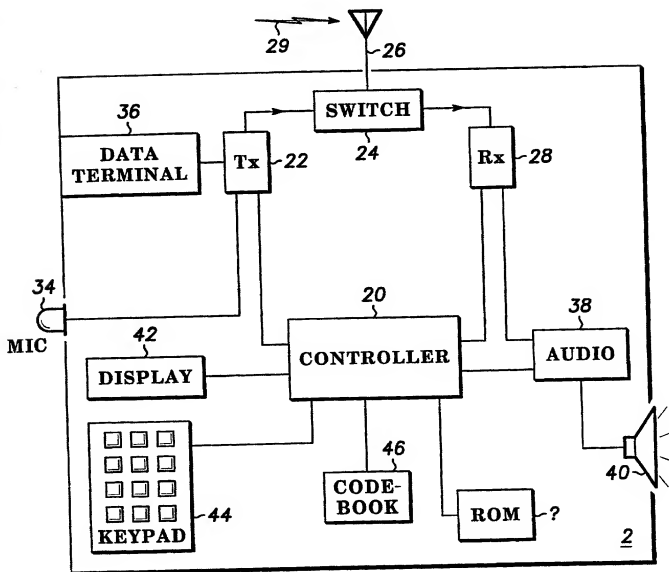 29
26
36
SWITCH
24
DATA
TERMINAL
Tx
22
Rx
28
34
MIC
20
CONTROLLER
38
AUDIO
42
DISPLAY
40
KEYPAD
44
46
CODE-
BOOK
ROM
?
2